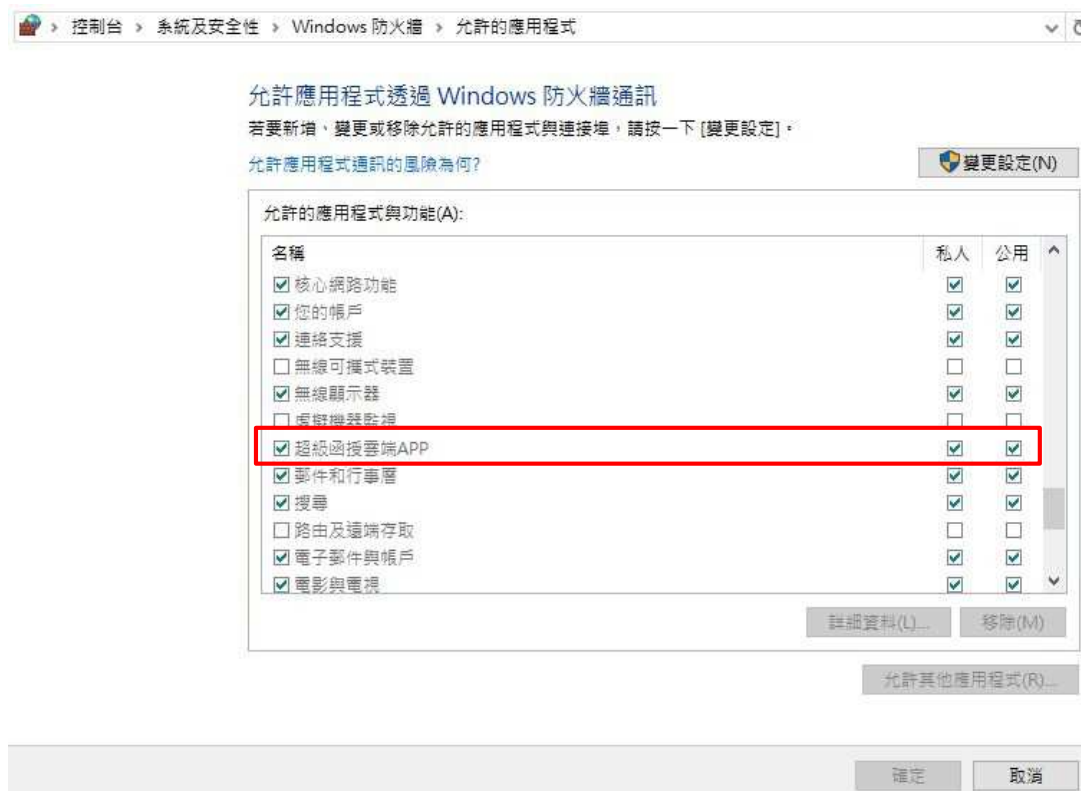 控制台 › 系統及安全性 › Windows 防火牆 › 允許的應用程式
允許應用程式透過 Windows 防火牆通訊
若要新增、變更或移除允許的應用程式與連接埠，請按一下 [變更設定]。
允許應用程式通訊的風險為何?
變更設定(N)
允許的應用程式與功能(A):
名稱 私人 公用
核心網路功能
您的帳戶
連絡支援
無線可攜式裝置
無線顯示器
虛擬機器監視
超級函授雲端APP
郵件和行事曆
搜尋
路由及遠端存取
電子郵件與帳戶
電影與電視
詳細資料(L)... 移除(M)
允許其他應用程式(R)...
確定 取消